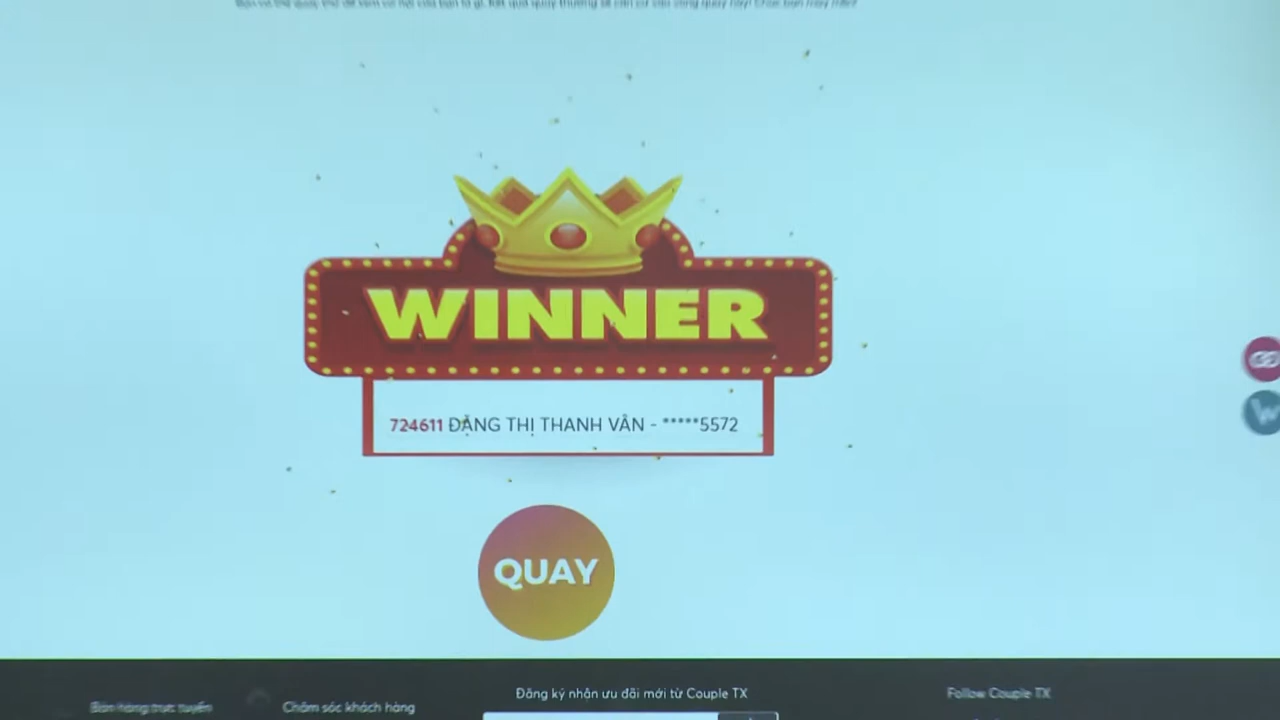 WINNER
724611 ĐẶNG THỊ THANH VÂN - *****5572
QUAY
Đăng ký nhận ưu đãi mới từ Couple TX
Follow Couple TX
Bán hàng trực tuyến
Chăm sóc khách hàng